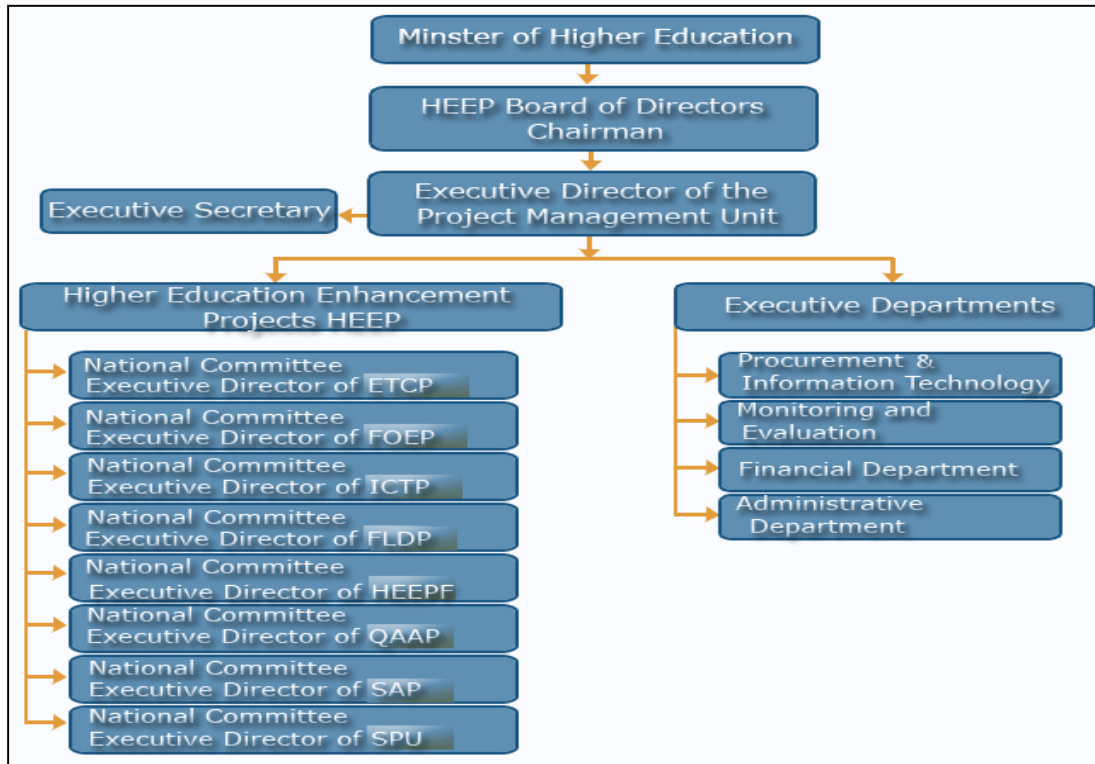 Minster of Higher Education
HEEP Board of Directors
Chairman
Executive Director of the
Project Management Unit
Executive Secretary
Higher Education Enhancement
Projects HEEP
National Committee
Executive Director of ETCP
National Committee
Executive Director of FOEP
National Committee
Executive Director of ICTP
National Committee
Executive Director of FLDP
National Committee
Executive Director of HEEPF
National Committee
Executive Director of QAAP
National Committee
Executive Director of SAP
National Committee
Executive Director of SPU
Executive Departments
Procurement &
Information Technology
Monitoring and
Evaluation
Financial Department
Administrative
Department